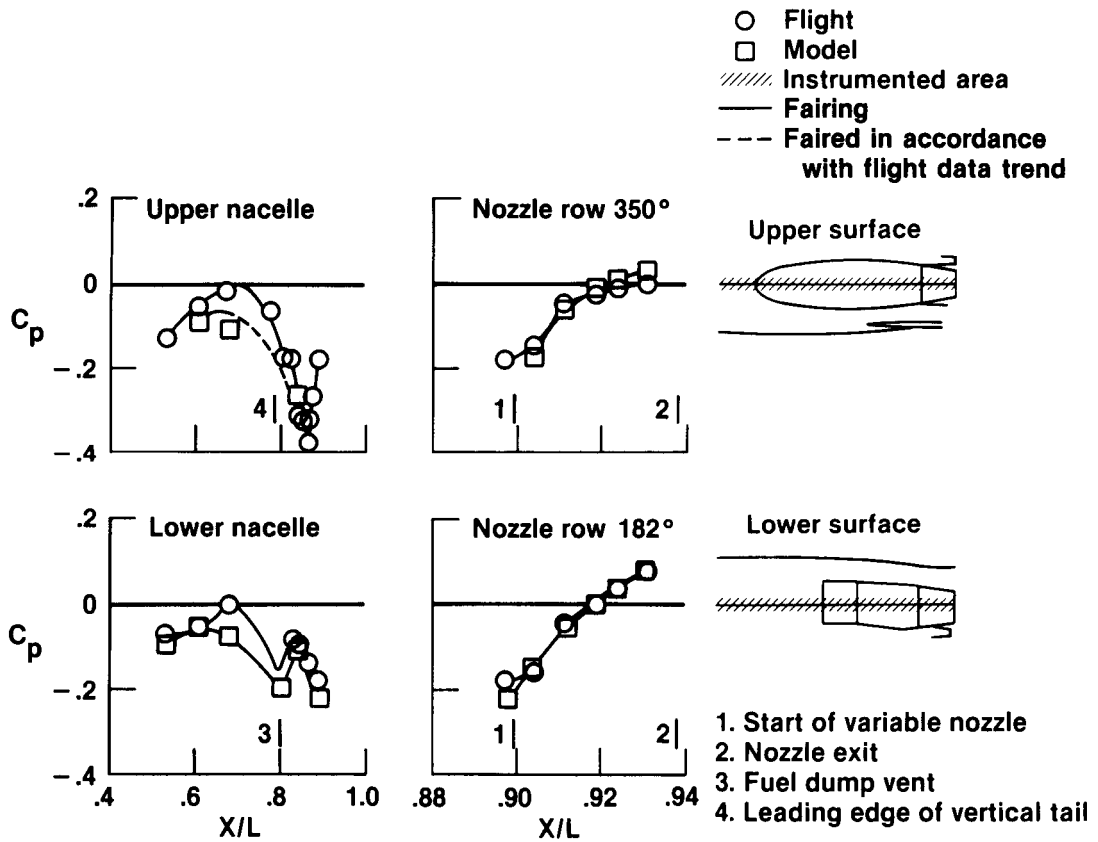 Flight
Model
Instrumented area
Fairing
Faired in accordance
with flight data trend
Upper nacelle
Nozzle row 350°
Upper surface
.2
0
Cp
−.2
−.4
4
1
2
Lower nacelle
Nozzle row 182°
Lower surface
.2
0
Cp
−.2
−.4
3
1
2
.4 .6 .8 1.0
X/L
.88 .90 .92 .94
X/L
1. Start of variable nozzle
2. Nozzle exit
3. Fuel dump vent
4. Leading edge of vertical tail